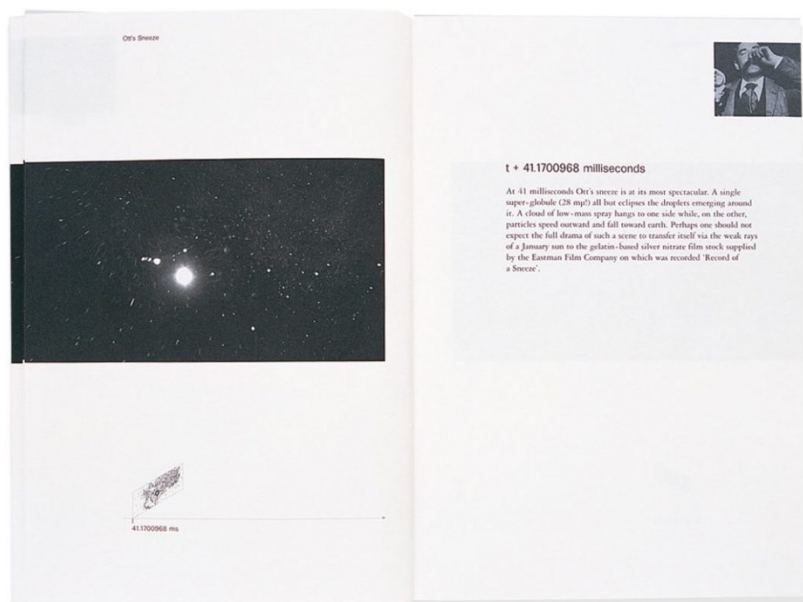 Ott's Sneeze
41.1700968 ms
t + 41.1700968 milliseconds
At 41 milliseconds Ott's sneeze is at its most spectacular. A single
super-globule (28 mp!) all but eclipses the droplets emerging around
it. A cloud of low-mass spray hangs to one side while, on the other,
particles speed outward and fall toward earth. Perhaps one should not
expect the full drama of such a scene to transfer itself via the weak rays
of a January sun to the gelatin-based silver nitrate film stock supplied
by the Eastman Film Company on which was recorded 'Record of
a Sneeze'.